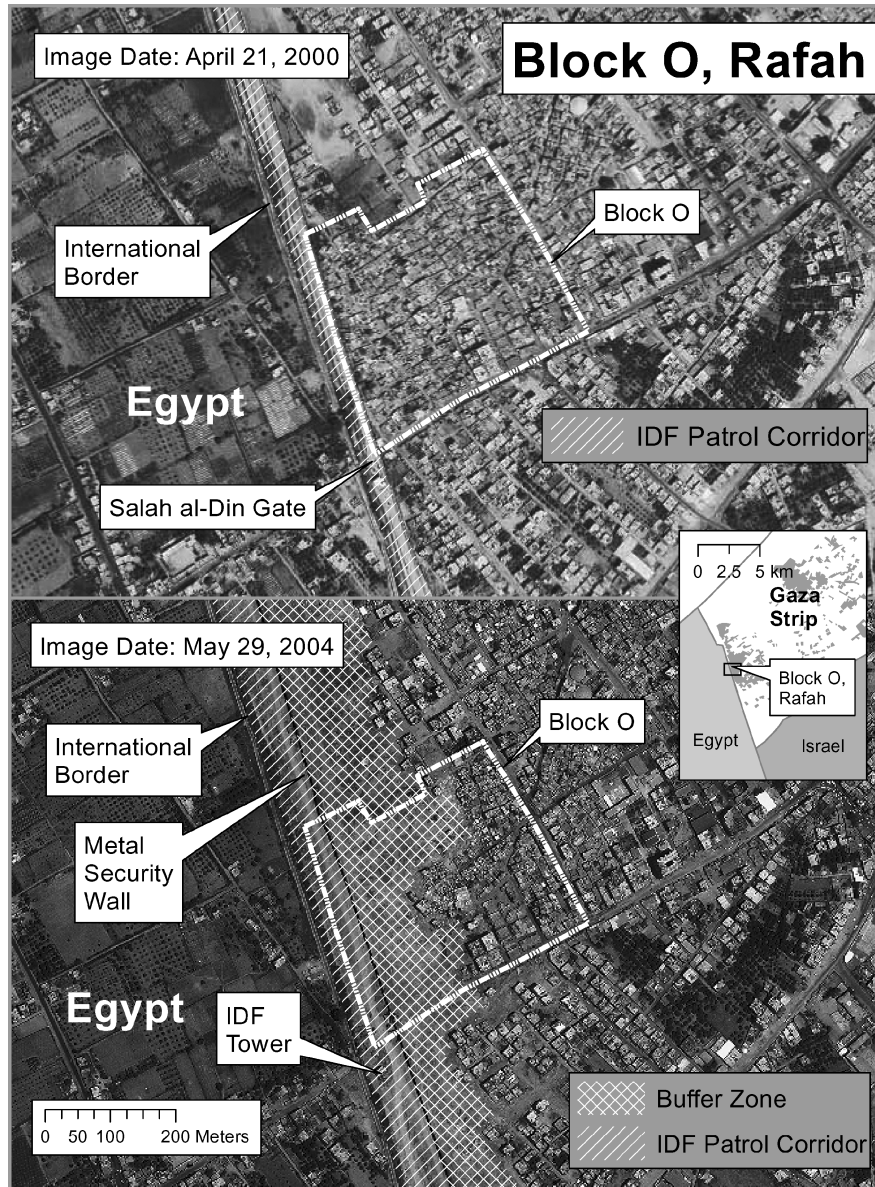 Image Date: April 21, 2000
Block O, Rafah
Block O
International
Border
Egypt
IDF Patrol Corridor
Salah al-Din Gate
0 2.5 5 km
Gaza
Strip
Block O,
Rafah
Egypt
Israel
Image Date: May 29, 2004
Block O
International
Border
Metal
Security
Wall
Egypt
IDF
Tower
0 50 100 200 Meters
Buffer Zone
IDF Patrol Corridor